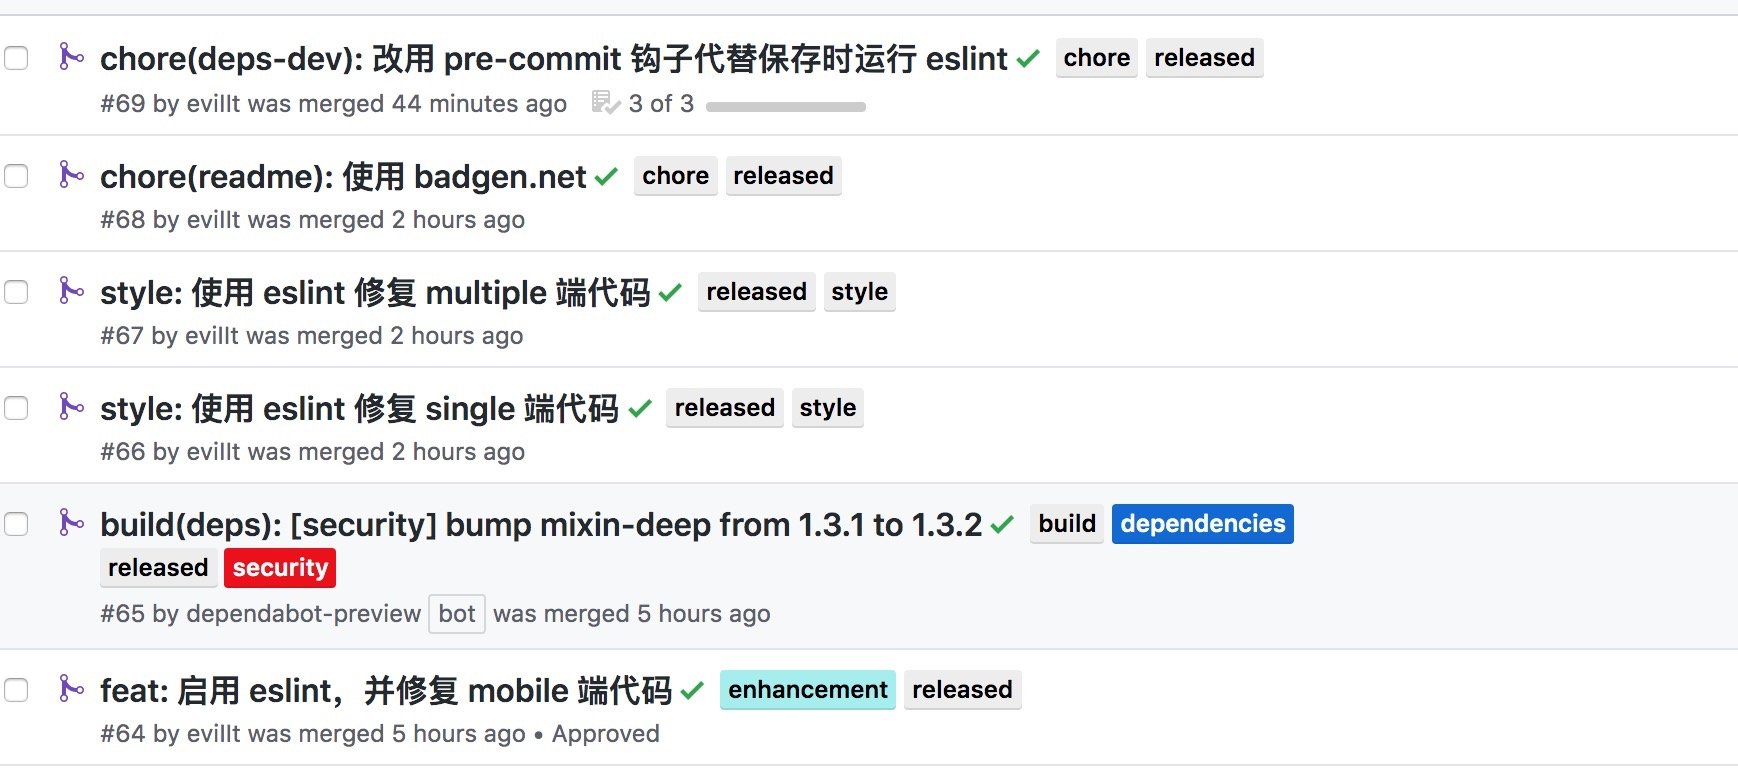 chore(deps-dev): 改用 pre-commit 钩子代替保存时运行 eslint chore released
#69 by evillt was merged 44 minutes ago 3 of 3
chore(readme): 使用 badgen.net chore released
#68 by evillt was merged 2 hours ago
style: 使用 eslint 修复 multiple 端代码 released style
#67 by evillt was merged 2 hours ago
style: 使用 eslint 修复 single 端代码 released style
#66 by evillt was merged 2 hours ago
build(deps): [security] bump mixin-deep from 1.3.1 to 1.3.2 build dependencies
released security
#65 by dependabot-preview bot was merged 5 hours ago
feat: 启用 eslint，并修复 mobile 端代码 enhancement released
#64 by evillt was merged 5 hours ago • Approved